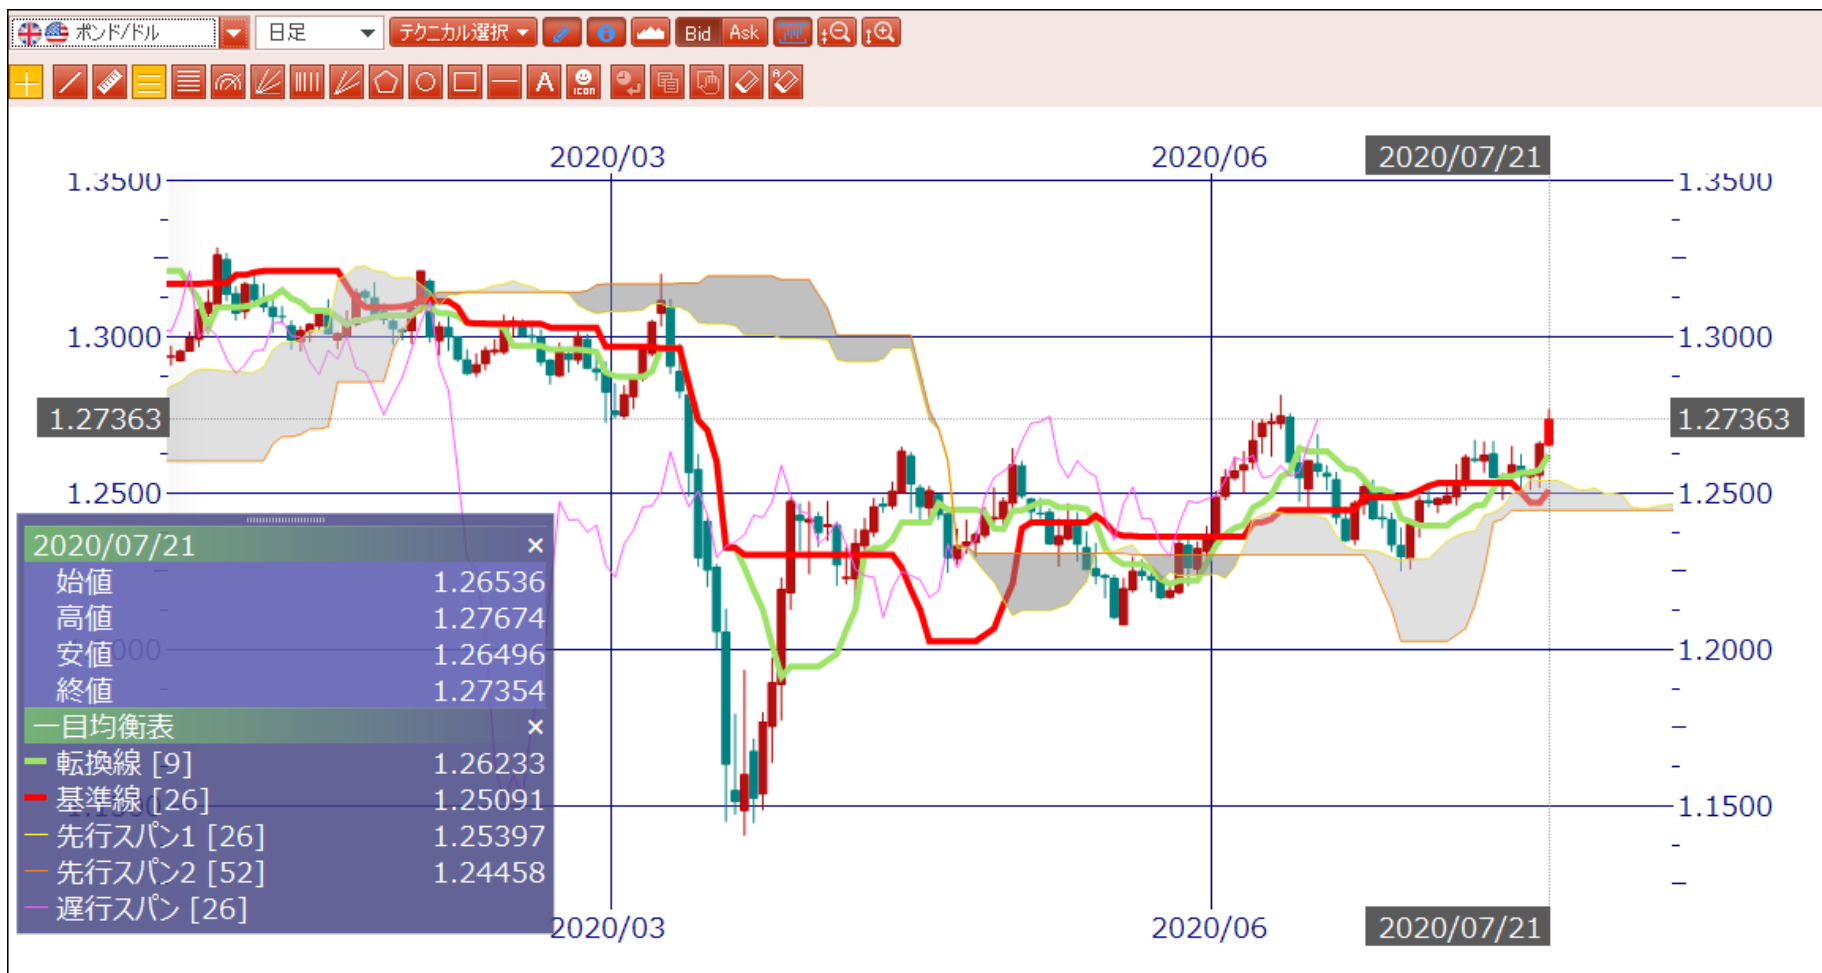 ポンド/ドル 日足 テクニカル選択 Bid Ask
A icon A
2020/03 2020/06 2020/07/21
1.3500 1.3500
1.3000 1.3000
1.27363 1.27363
1.2500 1.2500
2020/07/21 ×
始値 1.26536
高値 1.27674
安値 1.26496
1.2000
終値 1.27354
一目均衡表 ×
転換線 [9] 1.26233
基準線 [26] 1.25091
1.1500
先行スパン1 [26] 1.25397
先行スパン2 [52] 1.24458
遅行スパン [26]
2020/03 2020/06 2020/07/21